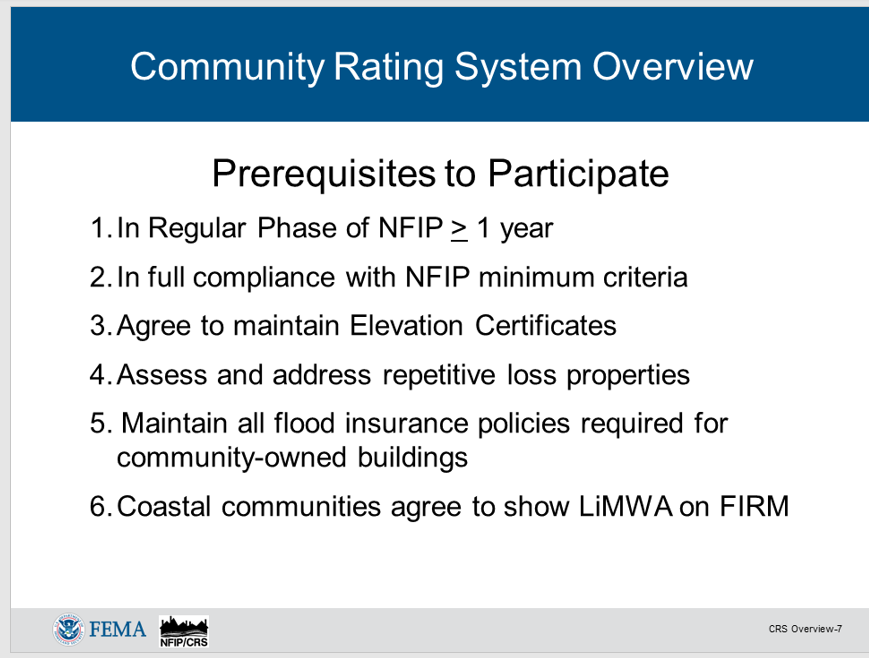 Community Rating System Overview
Prerequisites to Participate
1. In Regular Phase of NFIP ≥ 1 year
2. In full compliance with NFIP minimum criteria
3. Agree to maintain Elevation Certificates
4. Assess and address repetitive loss properties
5. Maintain all flood insurance policies required for
community-owned buildings
6. Coastal communities agree to show LiMWA on FIRM
FEMA
NFIP/CRS
CRS Overview-7